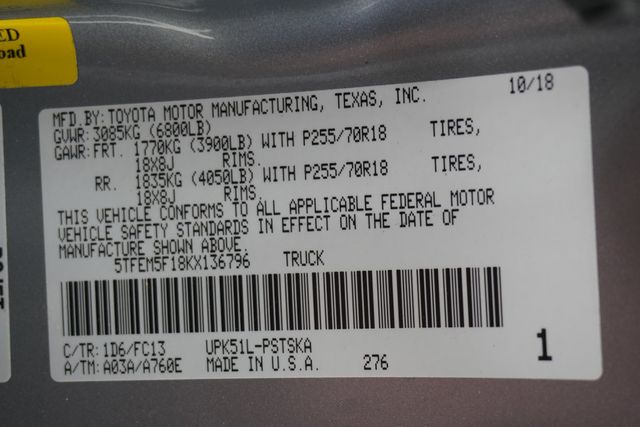 ED
oad
MFD.BY: TOYOTA MOTOR MANUFACTURING, TEXAS, INC. 10/18
GVWR: 3085KG (6800LB)
GAWR: FRT. 1770KG (3900LB) WITH P255/70R18 TIRES,
18X8J RIMS.
RR. 1835KG (4050LB) WITH P255/70R18 TIRES,
18X8J RIMS.
THIS VEHICLE CONFORMS TO ALL APPLICABLE FEDERAL MOTOR
VEHICLE SAFETY STANDARDS IN EFFECT ON THE DATE OF
MANUFACTURE SHOWN ABOVE.
5TFEM5F18KX136796 TRUCK
C/TR: 1D6/FC13 UPK51L-PSTSKA
A/TM: A03A/A760E MADE IN U.S.A. 276 1